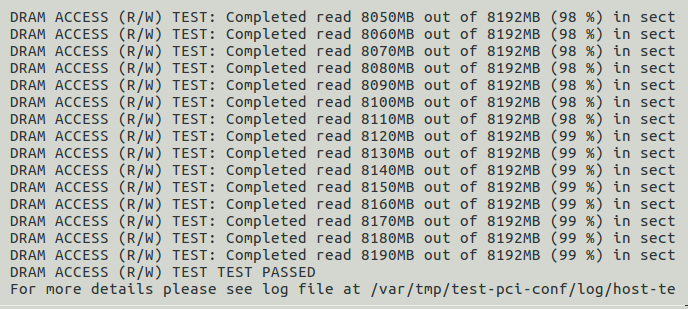 DRAM ACCESS (R/W) TEST: Completed read 8050MB out of 8192MB (98 %) in sect
DRAM ACCESS (R/W) TEST: Completed read 8060MB out of 8192MB (98 %) in sect
DRAM ACCESS (R/W) TEST: Completed read 8070MB out of 8192MB (98 %) in sect
DRAM ACCESS (R/W) TEST: Completed read 8080MB out of 8192MB (98 %) in sect
DRAM ACCESS (R/W) TEST: Completed read 8090MB out of 8192MB (98 %) in sect
DRAM ACCESS (R/W) TEST: Completed read 8100MB out of 8192MB (98 %) in sect
DRAM ACCESS (R/W) TEST: Completed read 8110MB out of 8192MB (98 %) in sect
DRAM ACCESS (R/W) TEST: Completed read 8120MB out of 8192MB (99 %) in sect
DRAM ACCESS (R/W) TEST: Completed read 8130MB out of 8192MB (99 %) in sect
DRAM ACCESS (R/W) TEST: Completed read 8140MB out of 8192MB (99 %) in sect
DRAM ACCESS (R/W) TEST: Completed read 8150MB out of 8192MB (99 %) in sect
DRAM ACCESS (R/W) TEST: Completed read 8160MB out of 8192MB (99 %) in sect
DRAM ACCESS (R/W) TEST: Completed read 8170MB out of 8192MB (99 %) in sect
DRAM ACCESS (R/W) TEST: Completed read 8180MB out of 8192MB (99 %) in sect
DRAM ACCESS (R/W) TEST: Completed read 8190MB out of 8192MB (99 %) in sect
DRAM ACCESS (R/W) TEST TEST PASSED
For more details please see log file at /var/tmp/test-pci-conf/log/host-te